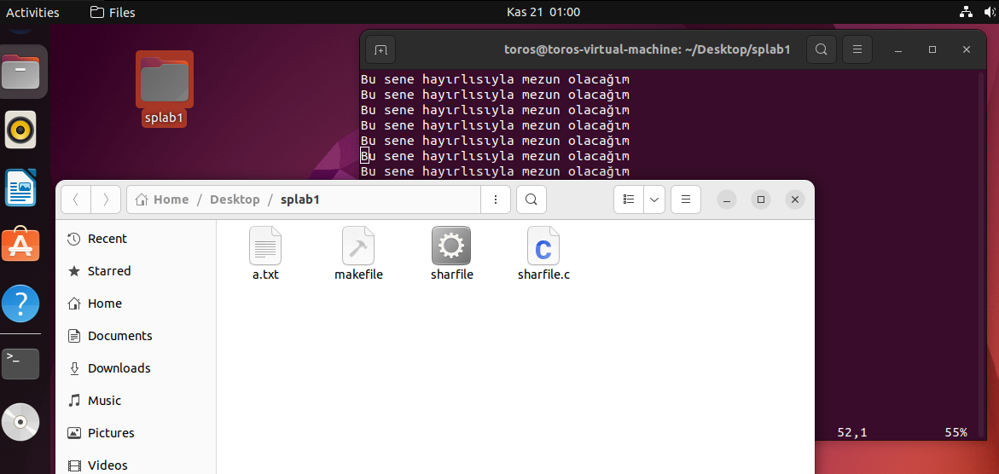 Activities
Files
Kas 21 01:00
splab1
toros@toros-virtual-machine: ~/Desktop/splab1
Bu sene hayırlısıyla mezun olacağım
Bu sene hayırlısıyla mezun olacağım
Bu sene hayırlısıyla mezun olacağım
Bu sene hayırlısıyla mezun olacağım
Bu sene hayırlısıyla mezun olacağım
Bu sene hayırlısıyla mezun olacağım
Bu sene hayırlısıyla mezun olacağım
52,1 55%
Home / Desktop / splab1
Recent
Starred
Home
Documents
Downloads
Music
Pictures
Videos
a.txt
makefile
sharfile
sharfile.c